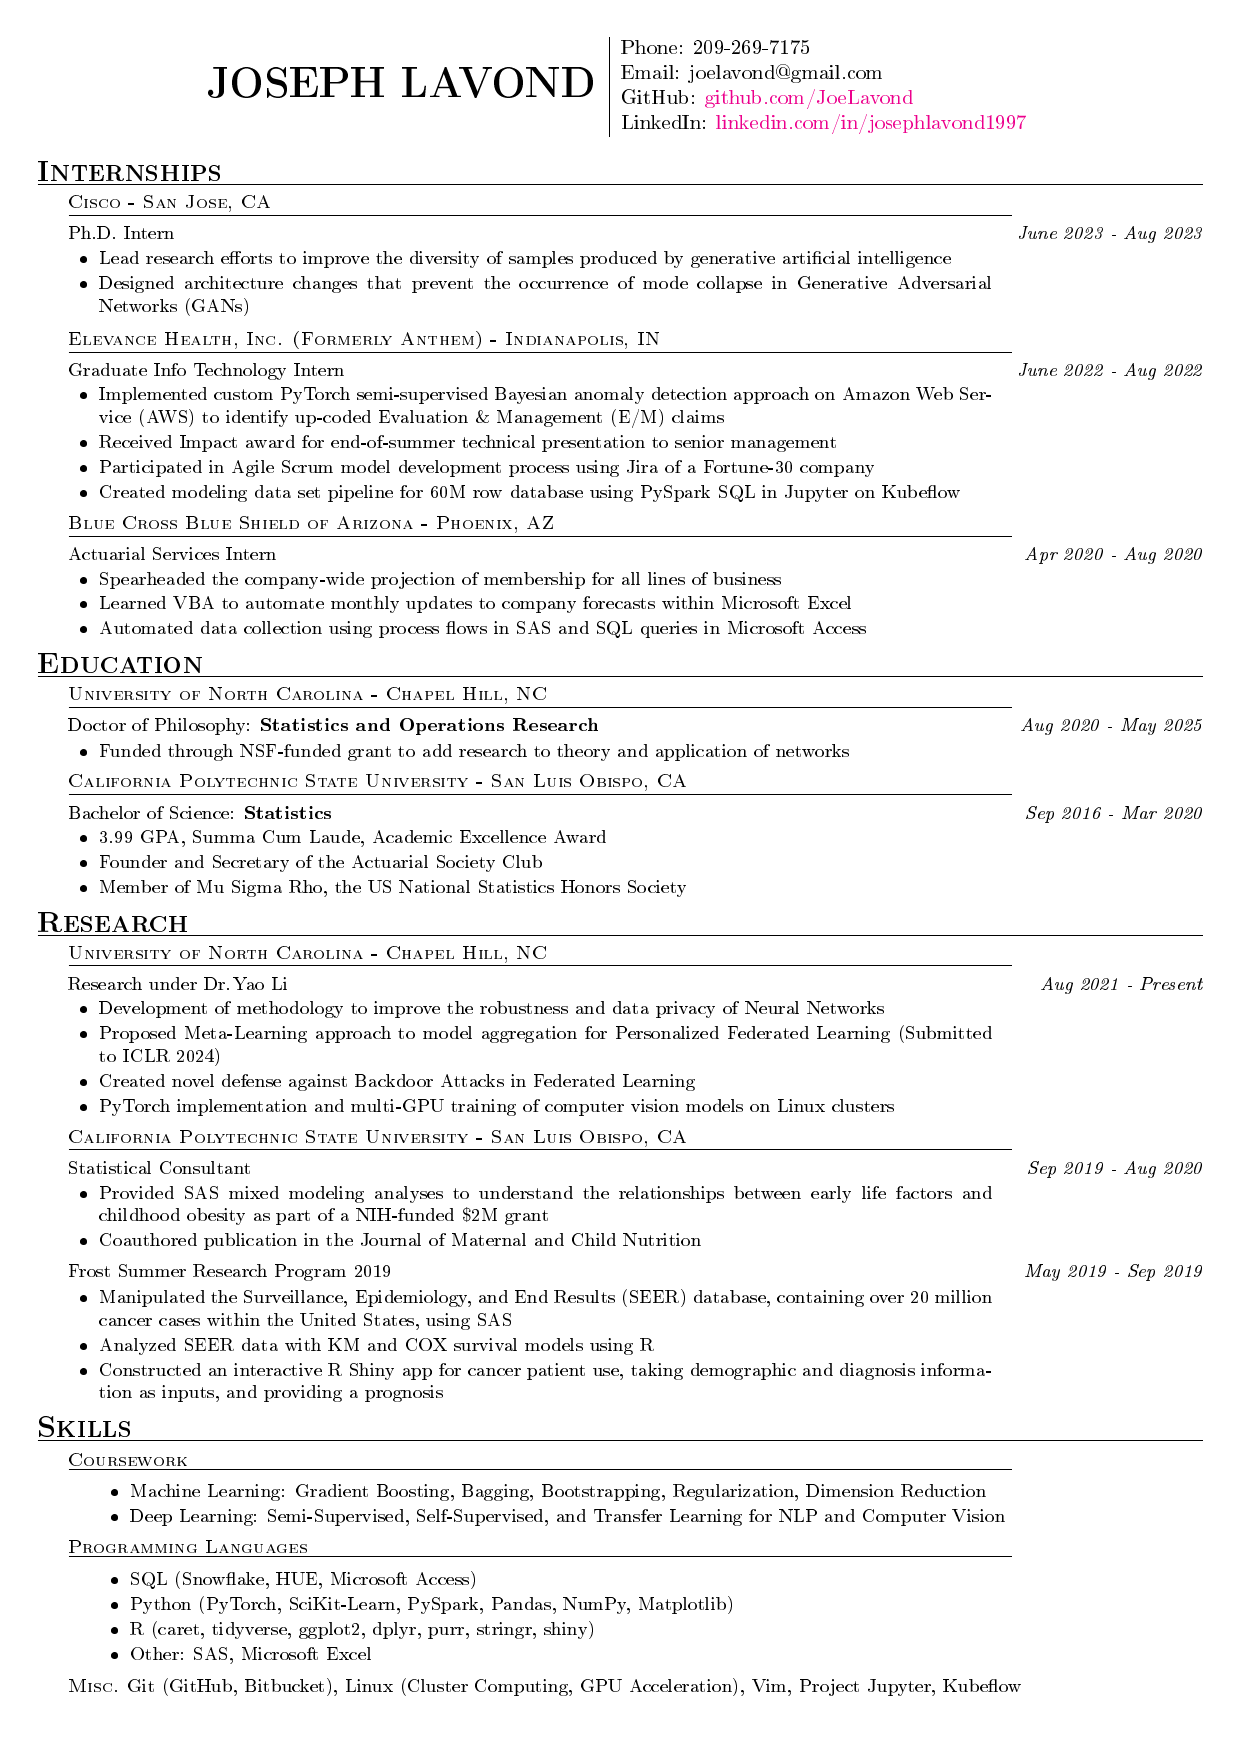 JOSEPH LAVOND
Phone: 209-269-7175
Email: joelavond@gmail.com
GitHub: github.com/JoeLavond
LinkedIn: linkedin.com/in/josephlavond1997
Internships
Cisco - San Jose, CA
Ph.D. Intern June 2023 - Aug 2023
• Lead research efforts to improve the diversity of samples produced by generative artificial intelligence
• Designed architecture changes that prevent the occurrence of mode collapse in Generative Adversarial
Networks (GANs)
Elevance Health, Inc. (Formerly Anthem) - Indianapolis, IN
Graduate Info Technology Intern June 2022 - Aug 2022
• Implemented custom PyTorch semi-supervised Bayesian anomaly detection approach on Amazon Web Ser-
vice (AWS) to identify up-coded Evaluation & Management (E/M) claims
• Received Impact award for end-of-summer technical presentation to senior management
• Participated in Agile Scrum model development process using Jira of a Fortune-30 company
• Created modeling data set pipeline for 60M row database using PySpark SQL in Jupyter on Kubeflow
Blue Cross Blue Shield of Arizona - Phoenix, AZ
Actuarial Services Intern Apr 2020 - Aug 2020
• Spearheaded the company-wide projection of membership for all lines of business
• Learned VBA to automate monthly updates to company forecasts within Microsoft Excel
• Automated data collection using process flows in SAS and SQL queries in Microsoft Access
Education
University of North Carolina - Chapel Hill, NC
Doctor of Philosophy: Statistics and Operations Research Aug 2020 - May 2025
• Funded through NSF-funded grant to add research to theory and application of networks
California Polytechnic State University - San Luis Obispo, CA
Bachelor of Science: Statistics Sep 2016 - Mar 2020
• 3.99 GPA, Summa Cum Laude, Academic Excellence Award
• Founder and Secretary of the Actuarial Society Club
• Member of Mu Sigma Rho, the US National Statistics Honors Society
Research
University of North Carolina - Chapel Hill, NC
Research under Dr. Yao Li Aug 2021 - Present
• Development of methodology to improve the robustness and data privacy of Neural Networks
• Proposed Meta-Learning approach to model aggregation for Personalized Federated Learning (Submitted
to ICLR 2024)
• Created novel defense against Backdoor Attacks in Federated Learning
• PyTorch implementation and multi-GPU training of computer vision models on Linux clusters
California Polytechnic State University - San Luis Obispo, CA
Statistical Consultant Sep 2019 - Aug 2020
• Provided SAS mixed modeling analyses to understand the relationships between early life factors and
childhood obesity as part of a NIH-funded $2M grant
• Coauthored publication in the Journal of Maternal and Child Nutrition
Frost Summer Research Program 2019 May 2019 - Sep 2019
• Manipulated the Surveillance, Epidemiology, and End Results (SEER) database, containing over 20 million
cancer cases within the United States, using SAS
• Analyzed SEER data with KM and COX survival models using R
• Constructed an interactive R Shiny app for cancer patient use, taking demographic and diagnosis informa-
tion as inputs, and providing a prognosis
Skills
Coursework
• Machine Learning: Gradient Boosting, Bagging, Bootstrapping, Regularization, Dimension Reduction
• Deep Learning: Semi-Supervised, Self-Supervised, and Transfer Learning for NLP and Computer Vision
Programming Languages
• SQL (Snowflake, HUE, Microsoft Access)
• Python (PyTorch, SciKit-Learn, PySpark, Pandas, NumPy, Matplotlib)
• R (caret, tidyverse, ggplot2, dplyr, purr, stringr, shiny)
• Other: SAS, Microsoft Excel
Misc. Git (GitHub, Bitbucket), Linux (Cluster Computing, GPU Acceleration), Vim, Project Jupyter, Kubeflow